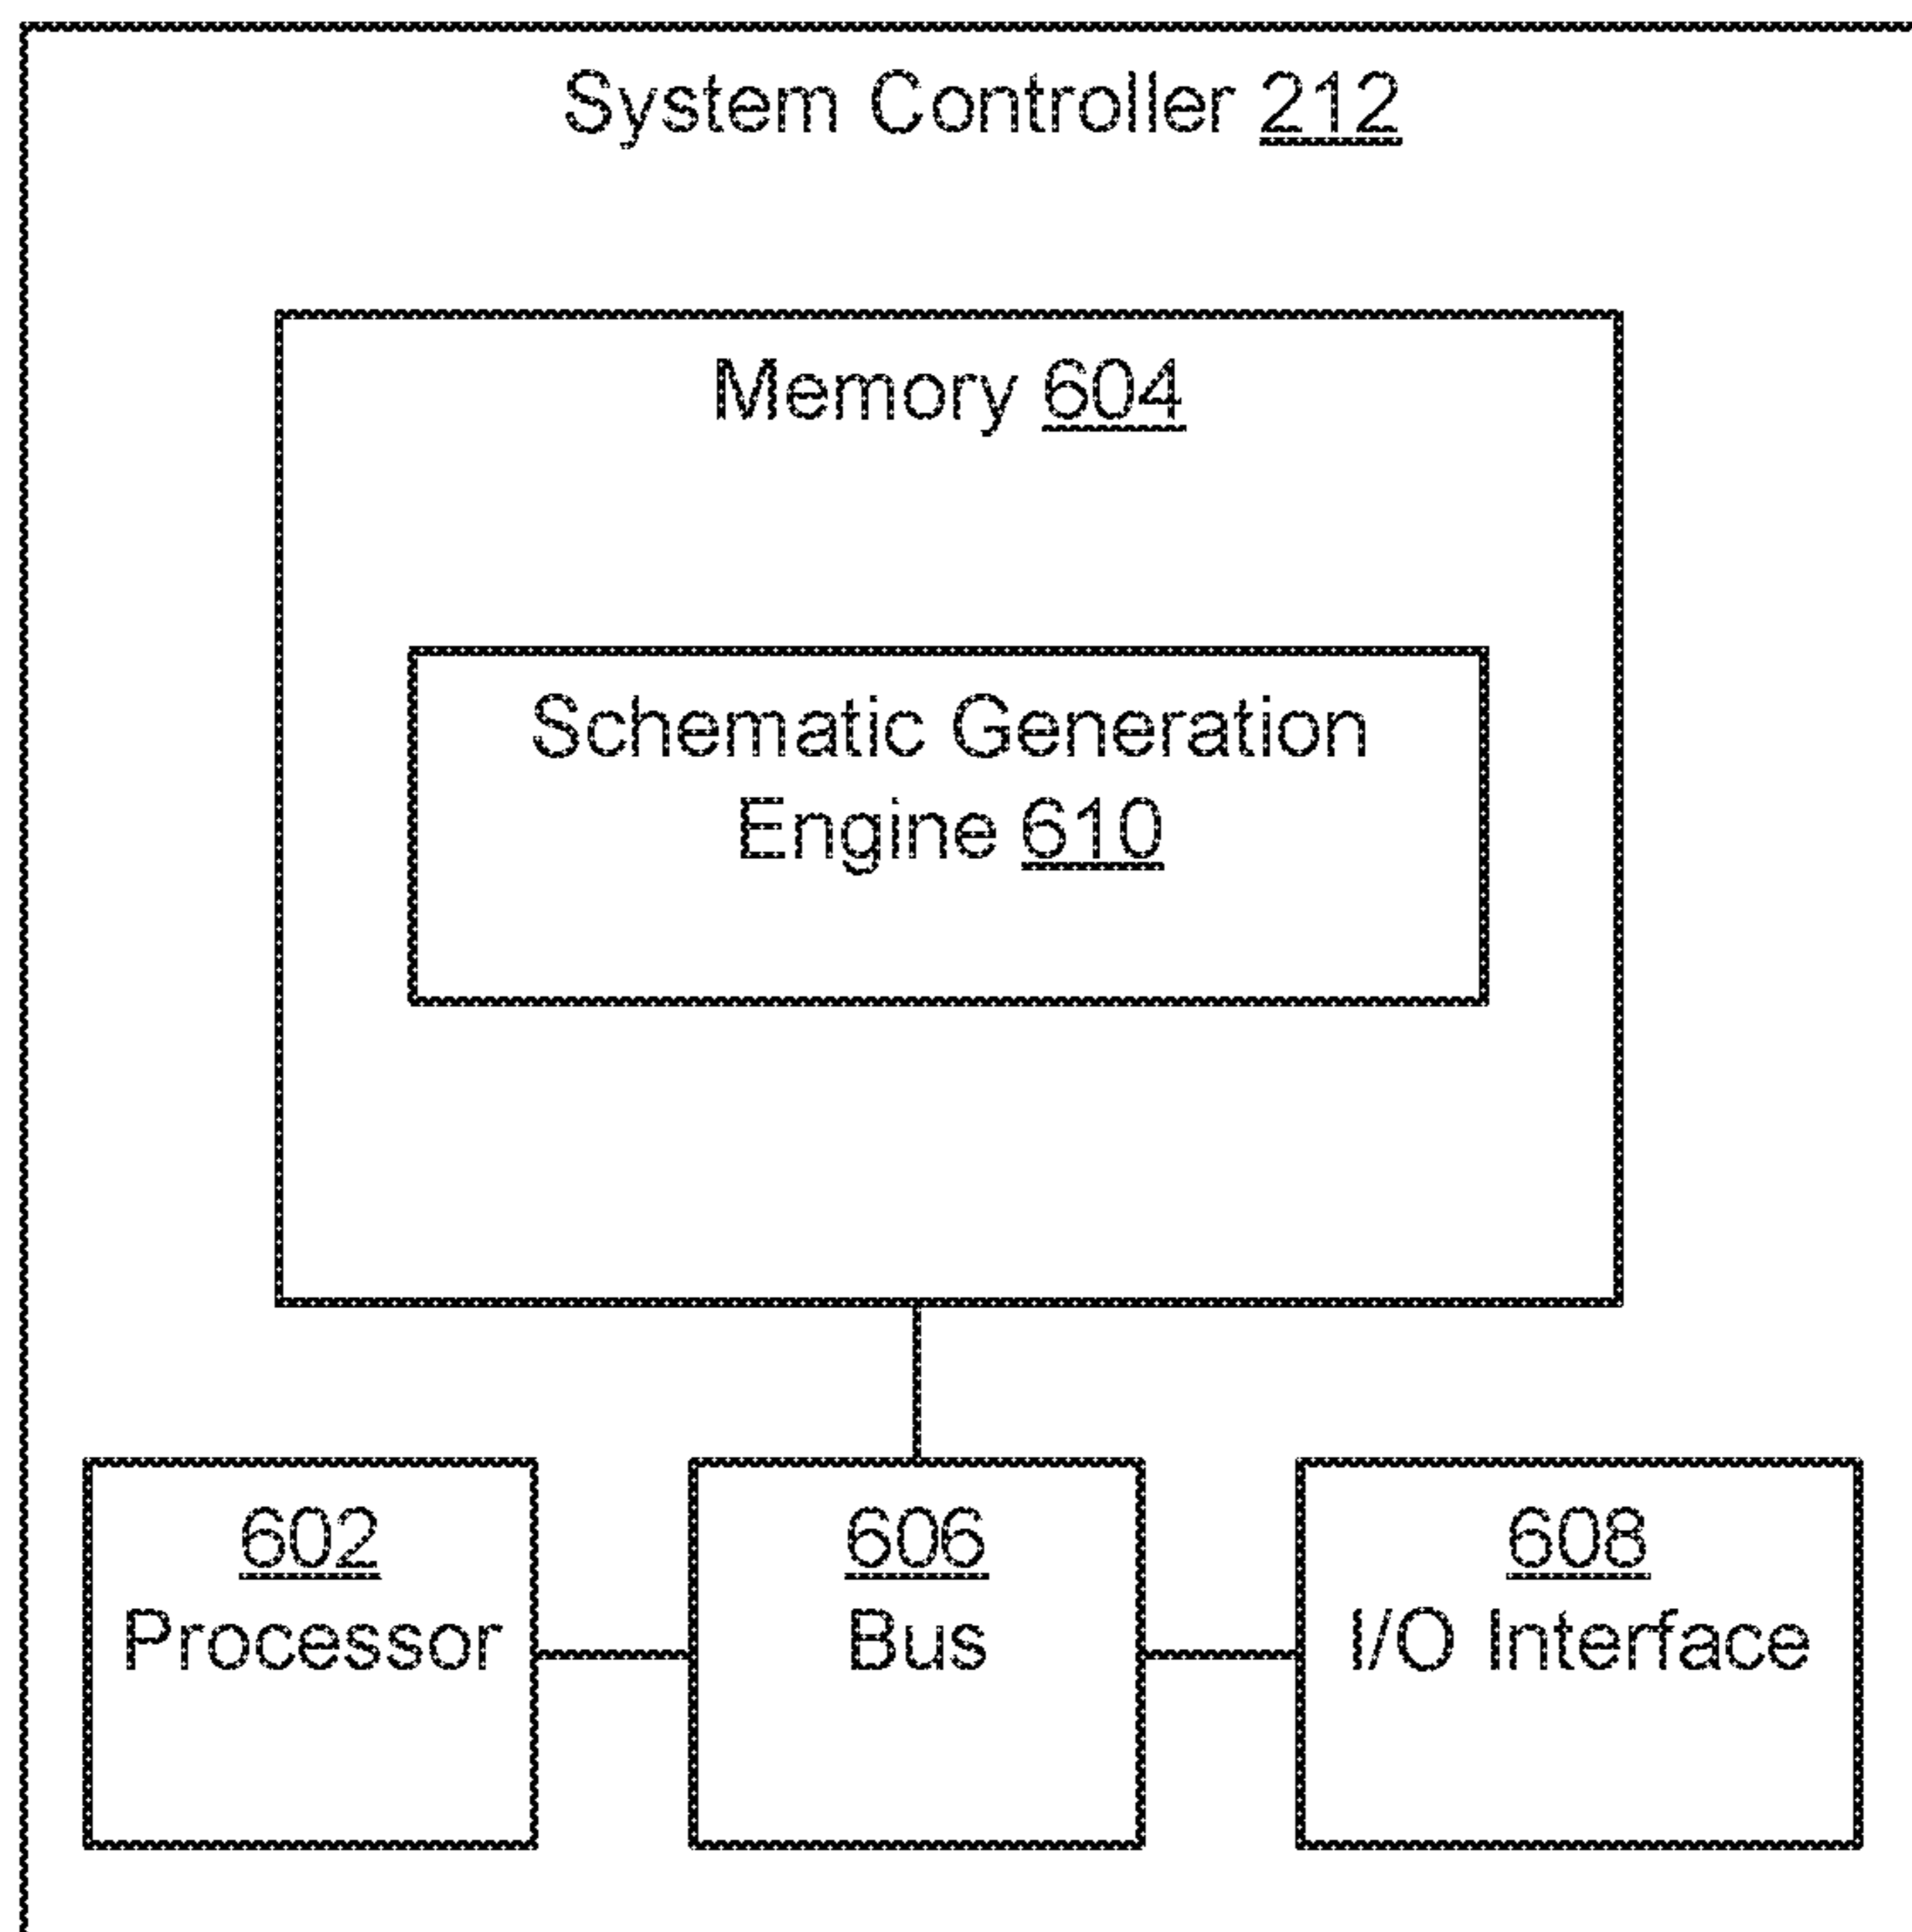 System Controller 212
Memory 604
Schematic Generation
Engine 610
602
Processor
606
Bus
608
I/O Interface